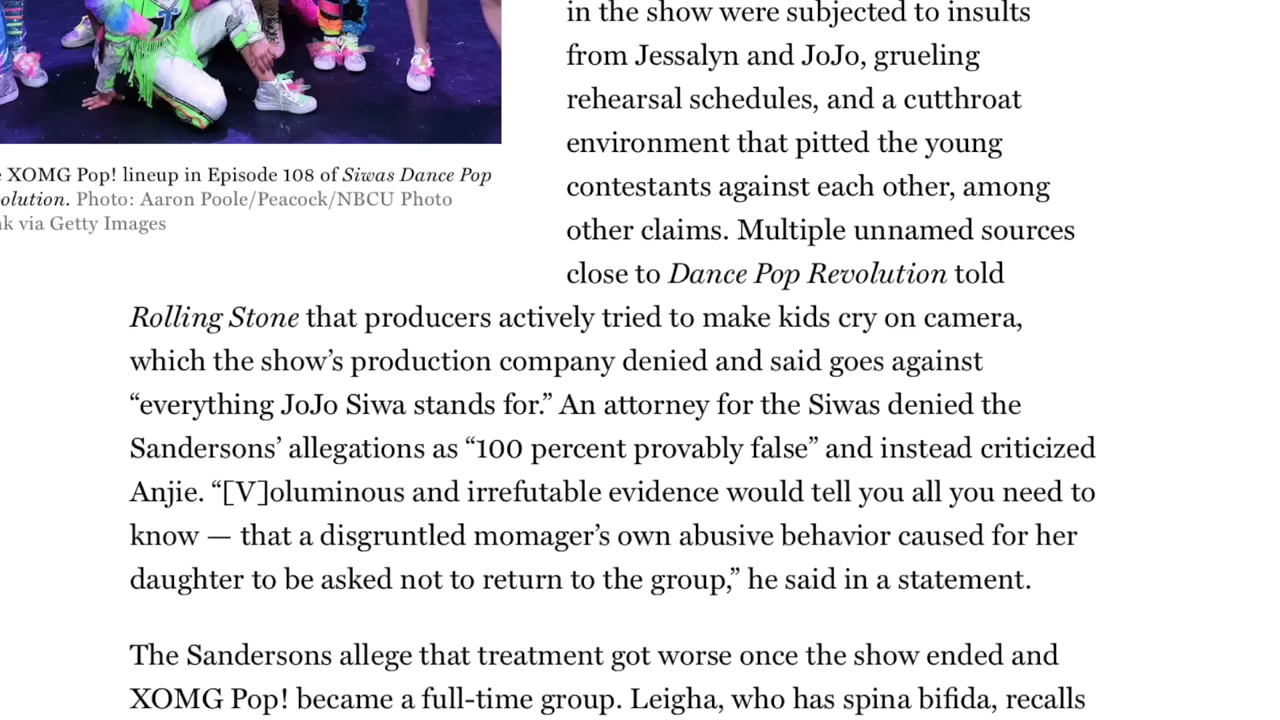 in the show were subjected to insults
from Jessalyn and JoJo, grueling
rehearsal schedules, and a cutthroat
environment that pitted the young
contestants against each other, among
other claims. Multiple unnamed sources
close to Dance Pop Revolution told
XOMG Pop! lineup in Episode 108 of Siwas Dance Pop
olution. Photo: Aaron Poole/Peacock/NBCU Photo
via Getty Images
Rolling Stone that producers actively tried to make kids cry on camera,
which the show’s production company denied and said goes against
“everything JoJo Siwa stands for.” An attorney for the Siwas denied the
Sandersons’ allegations as “100 percent provably false” and instead criticized
Anjie. “[V]oluminous and irrefutable evidence would tell you all you need to
know — that a disgruntled momager’s own abusive behavior caused for her
daughter to be asked not to return to the group,” he said in a statement.
The Sandersons allege that treatment got worse once the show ended and
XOMG Pop! became a full-time group. Leigha, who has spina bifida, recalls